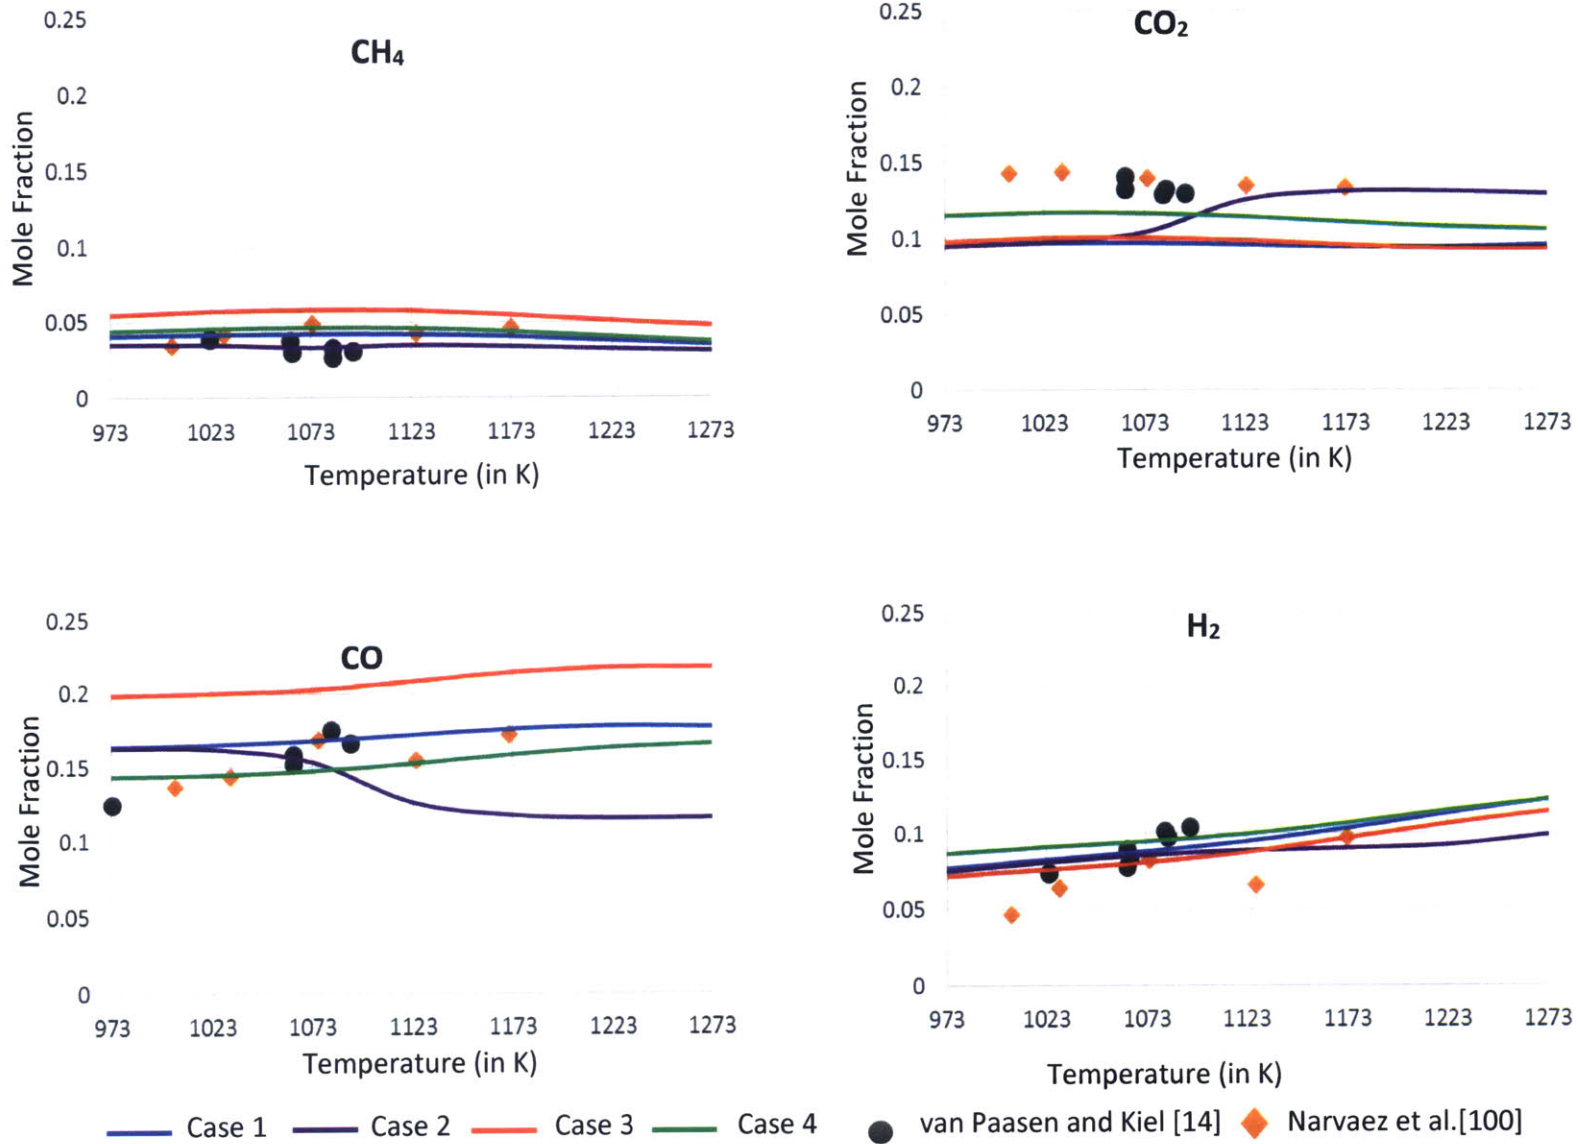 CH₄
Mole Fraction
0.25
0.2
0.15
0.1
0.05
0
973 1023 1073 1123 1173 1223 1273
Temperature (in K)
CO₂
Mole Fraction
0.25
0.2
0.15
0.1
0.05
0
973 1023 1073 1123 1173 1223 1273
Temperature (in K)
CO
Mole Fraction
0.25
0.2
0.15
0.1
0.05
0
973 1023 1073 1123 1173 1223 1273
Temperature (in K)
H₂
Mole Fraction
0.25
0.2
0.15
0.1
0.05
0
973 1023 1073 1123 1173 1223 1273
Temperature (in K)
Case 1 Case 2 Case 3 Case 4 van Paasen and Kiel [14] Narvaez et al.[100]